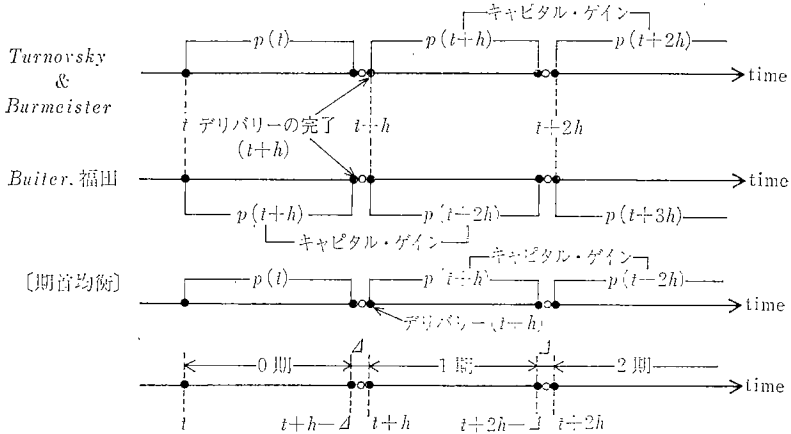 キャピタル・ゲイン
p(t) p(t+h) p(t+2h)
Turnovsky
&
Burmeister
time
t デリバリーの完了 t+h t+2h
(t+h)
Buiter, 福田
time
p(t+h) p(t+2h) p(t+3h)
キャピタル・ゲイン
キャピタル・ゲイン
〔期首均衡〕
p(t) p(t+h) p(t+2h)
デリバリー(t+h)
Δ Δ
0期 1期 2期
time
t t+h-Δ t+h t+2h-Δ t+2h